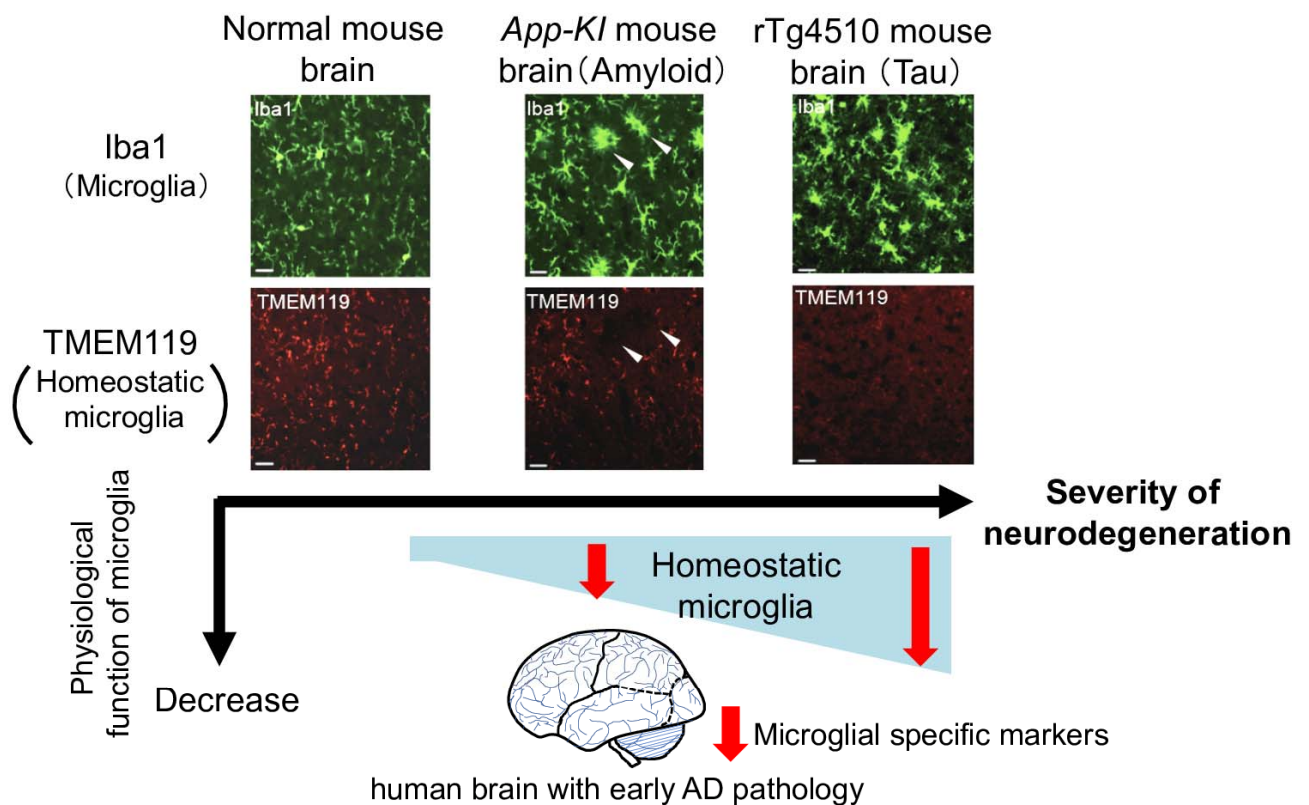 Normal mouse
brain
App-KI mouse
brain（Amyloid）
rTg4510 mouse
brain（Tau）
Iba1
（Microglia）
Iba1
Iba1
Iba1
TMEM119
(Homeostatic
microglia)
TMEM119
TMEM119
TMEM119
Physiological
function of microglia
Decrease
Severity of
neurodegeneration
Homeostatic
microglia
Microglial specific markers
human brain with early AD pathology